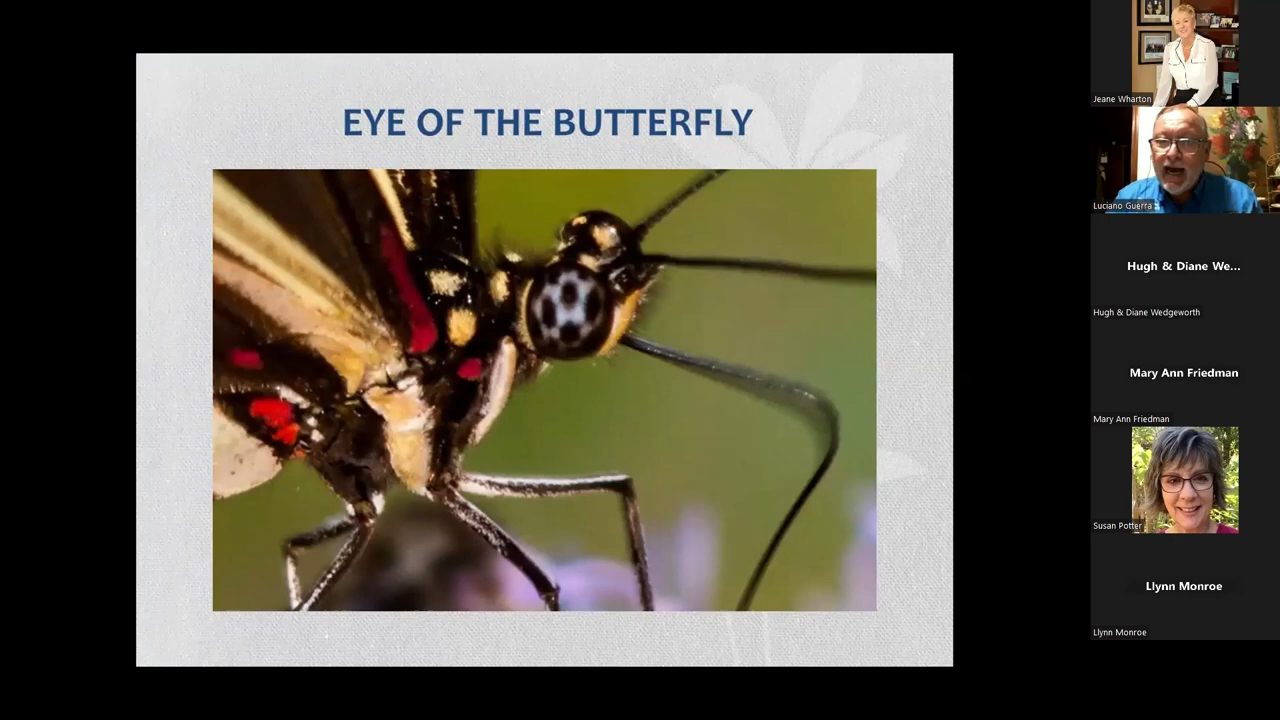 EYE OF THE BUTTERFLY
Jeane Wharton
Luciano Guerra
Hugh & Diane We...
Hugh & Diane Wedgeworth
Mary Ann Friedman
Mary Ann Friedman
Susan Potter
Llynn Monroe
Llynn Monroe